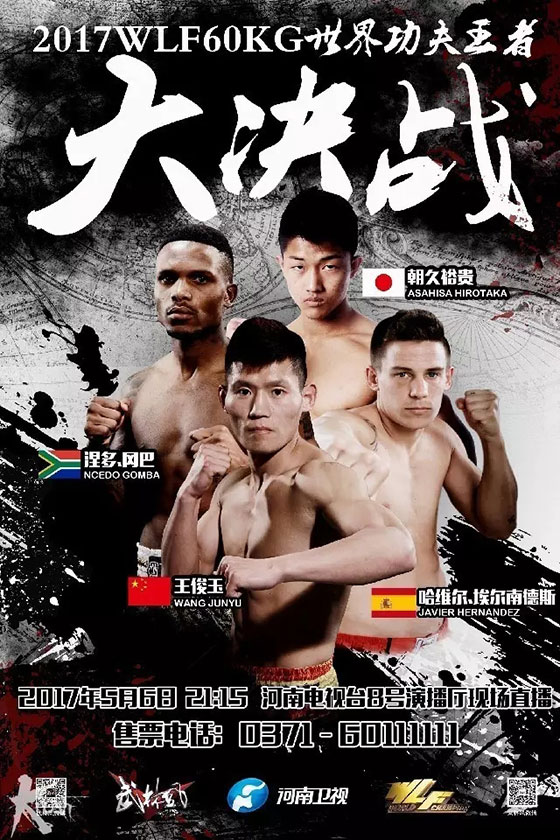 2017WLF60KG世界功夫王者
大决战
朝久裕贵
ASAHISA HIROTAKA
涅多.冈巴
NCEDO GOMBA
王俊玉
WANG JUNYU
哈维尔.埃尔南德斯
JAVIER HERNANDEZ
2017年5月6日 21:15 河南电视台8号演播厅现场直播
售票电话：0371-60111111
武林风
河南卫视
WLF